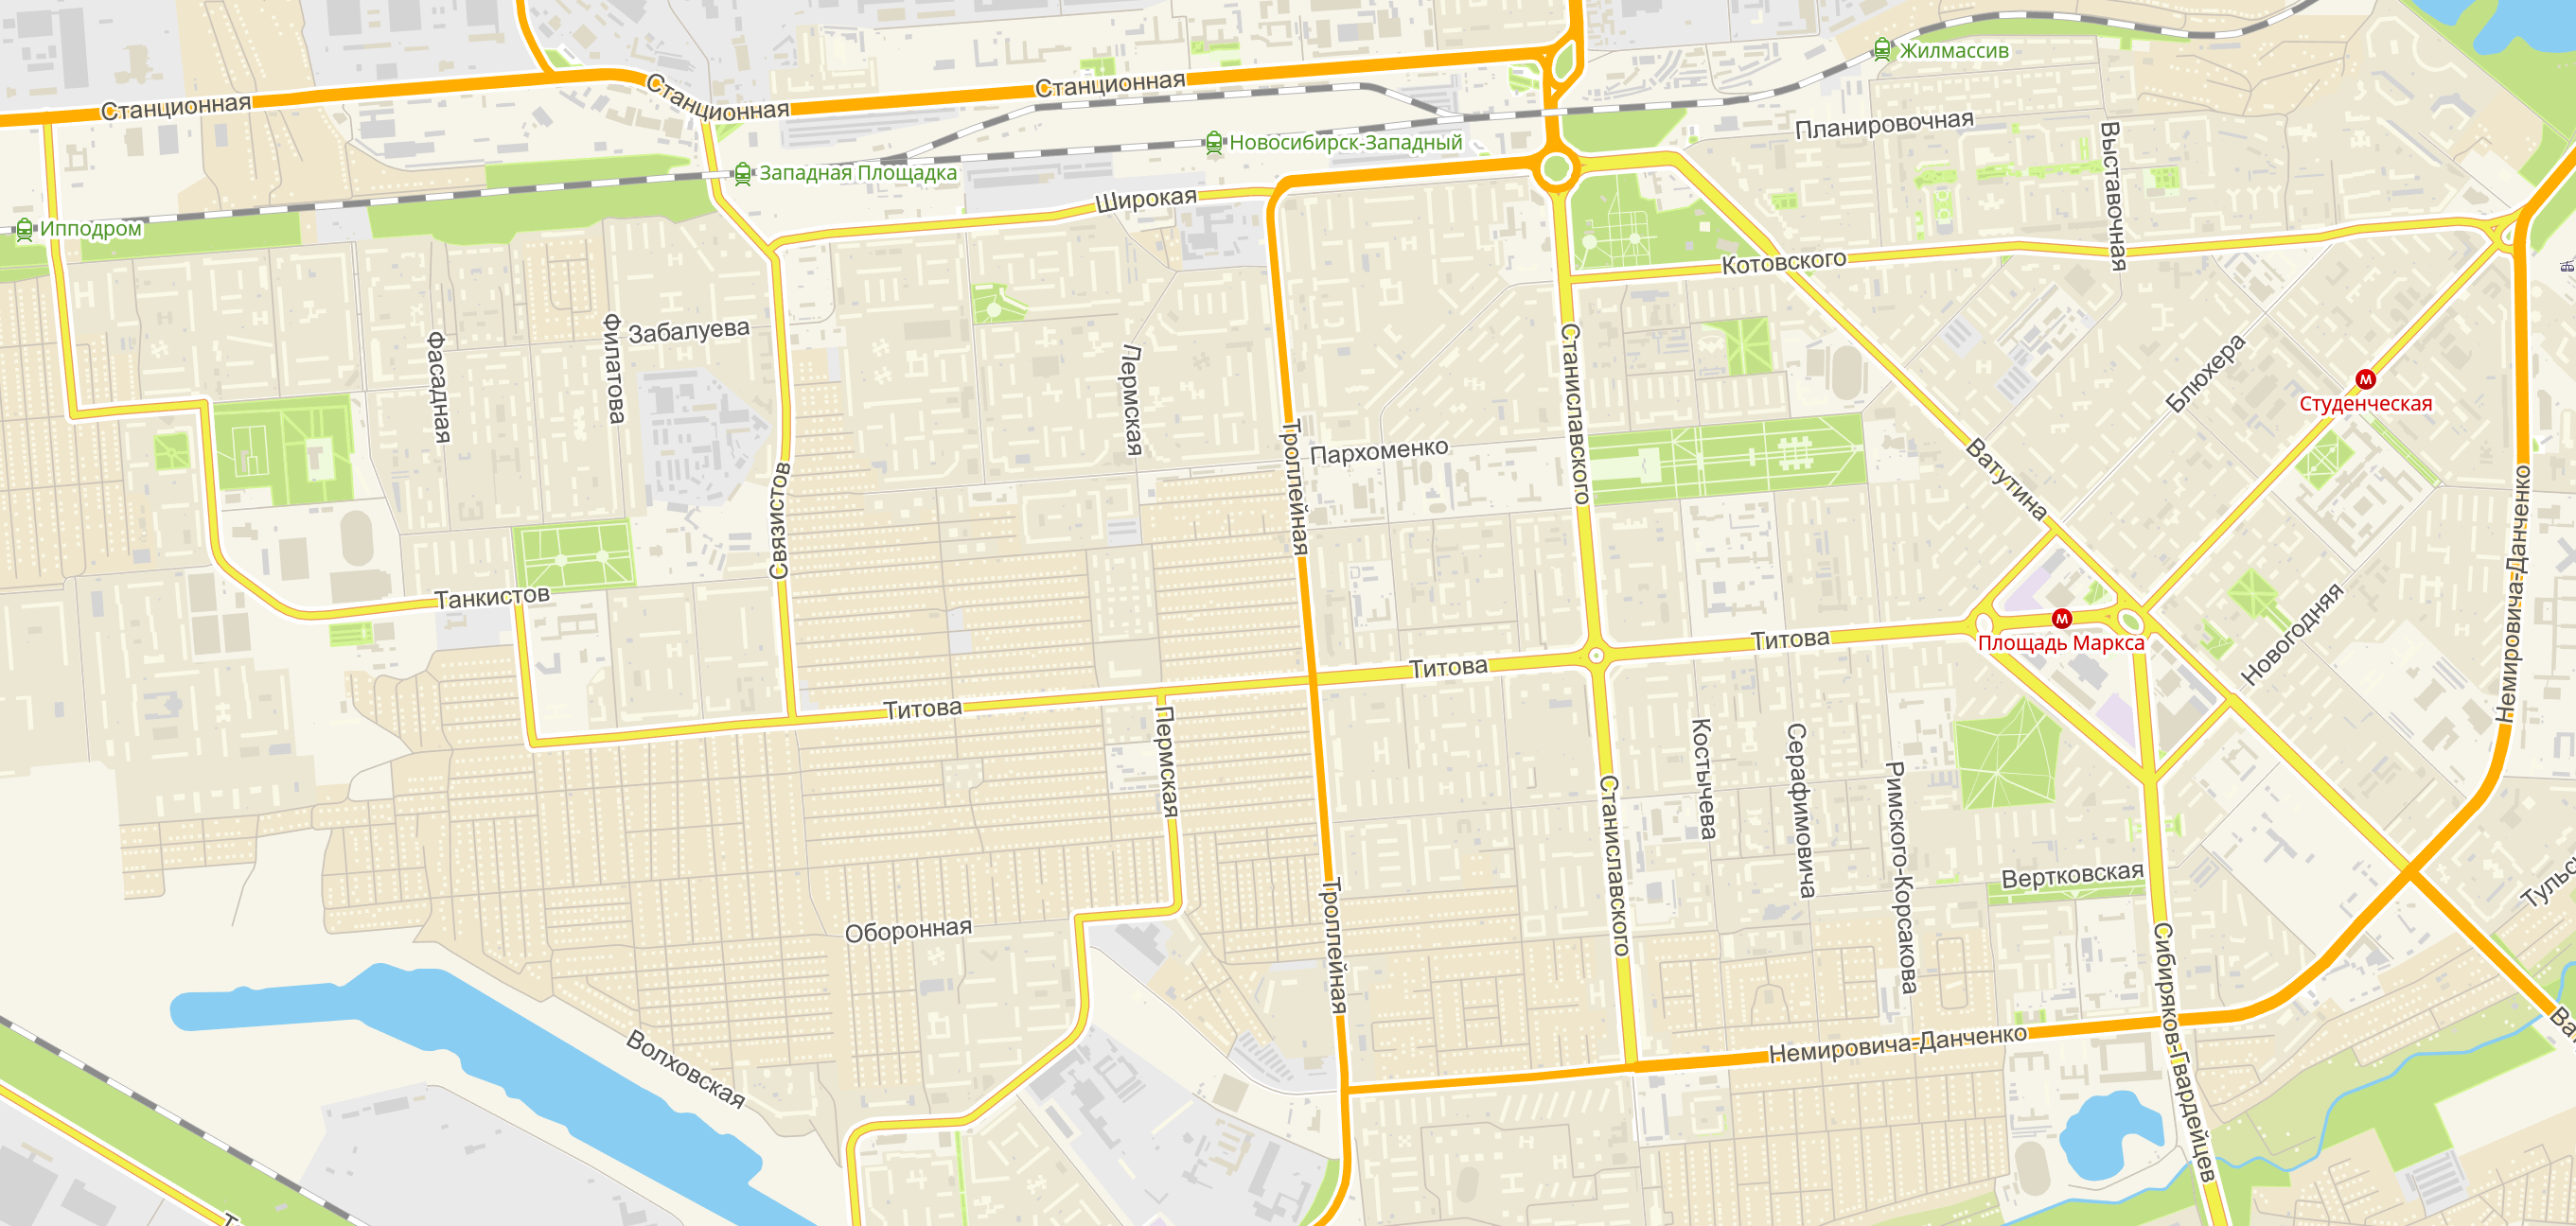 Жилмассив
Станционная
Станционная
Станционная
Планировочная
Выставочная
Новосибирск-Западный
Западная Площадка
Широкая
Ипподром
Котовского
Забалуева
Филатова
Фасадная
Пермская
Станиславского
Блюхера
Студенческая
Пархоменко
Троллейная
Ватутина
Связистов
Немировича-Данченко
Танкистов
Новогодняя
Площадь Маркса
Титова
Титова
Титова
Пермская
Костычева
Серафимовича
Римского-Корсакова
Станиславского
Вертковская
Тульс
Оборонная
Троллейная
Сибиряков-Гвардейцев
Волховская
Немировича-Данченко
Ва
Т